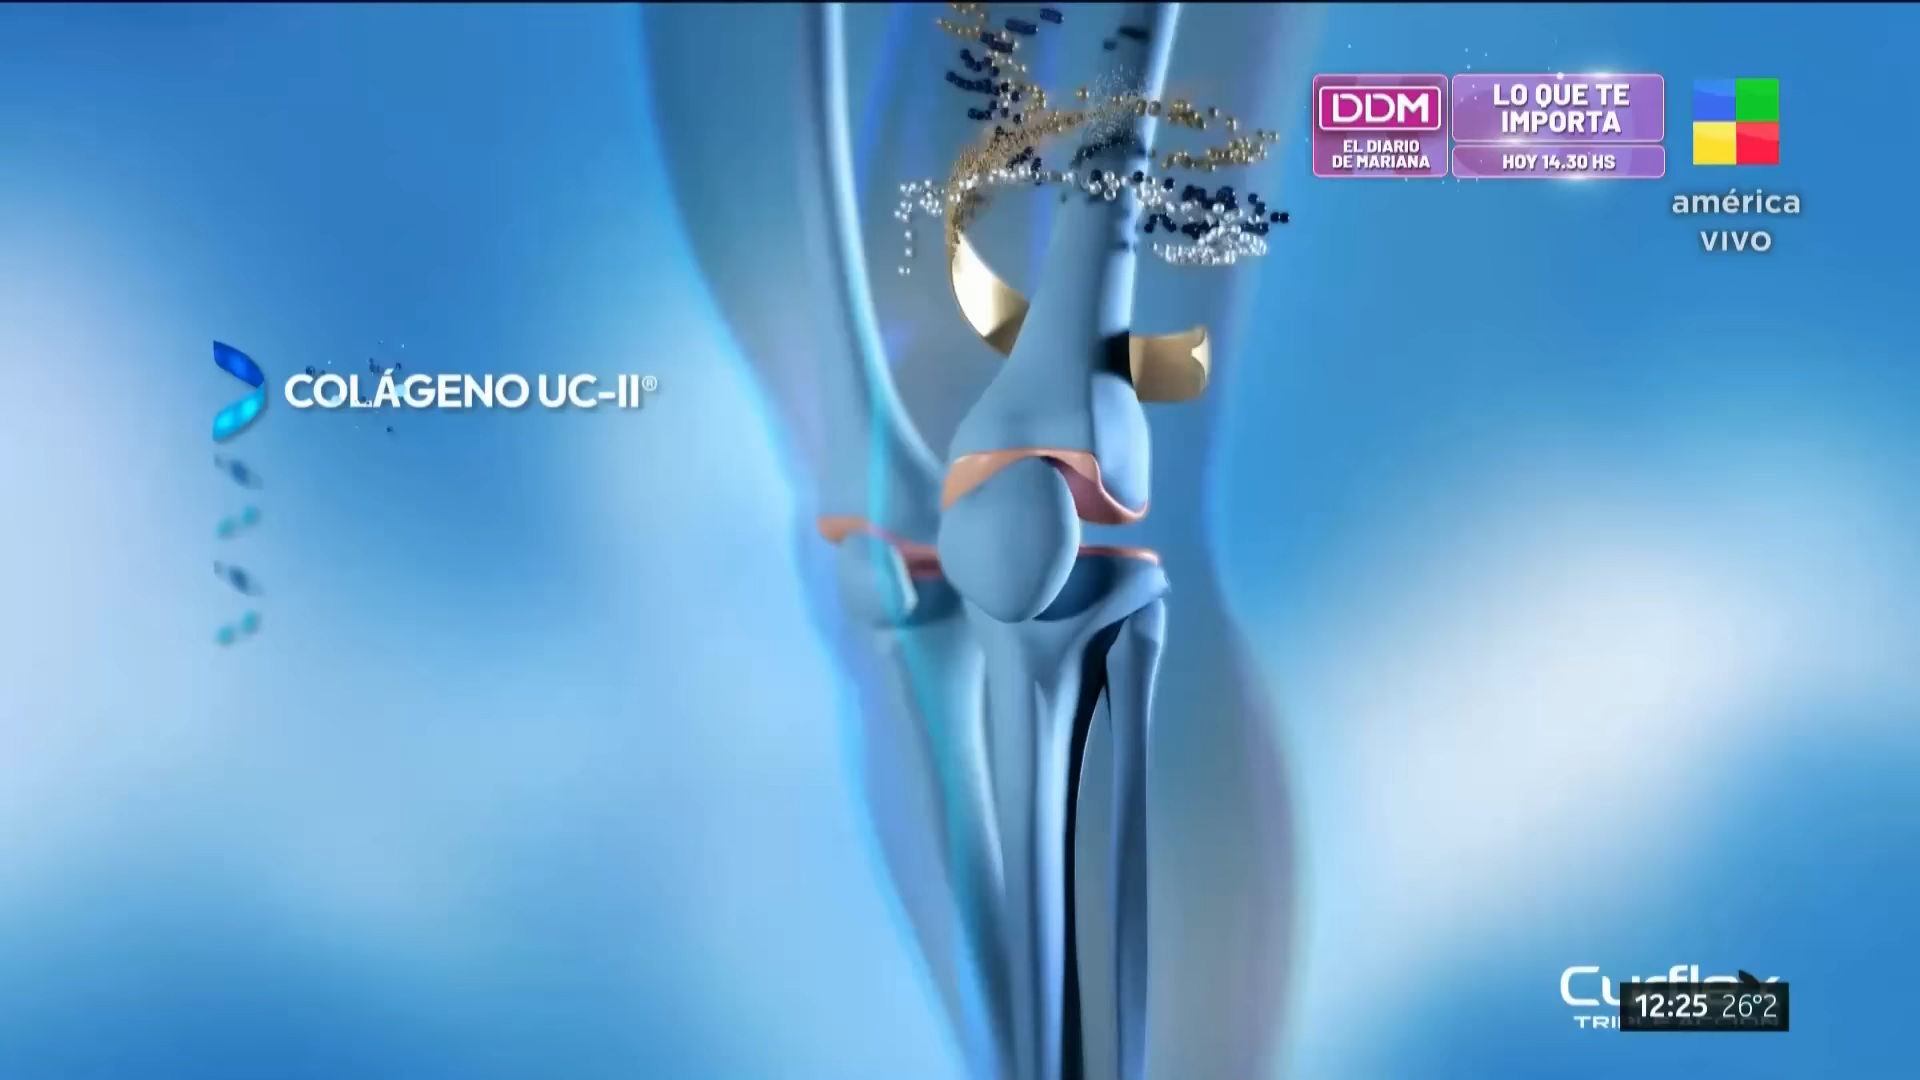 DDM
EL DIARIO
DE MARIANA
LO QUE TE
IMPORTA
HOY 14.30 HS
américa
VIVO
COLÁGENO UC-II®
12:25 26°2